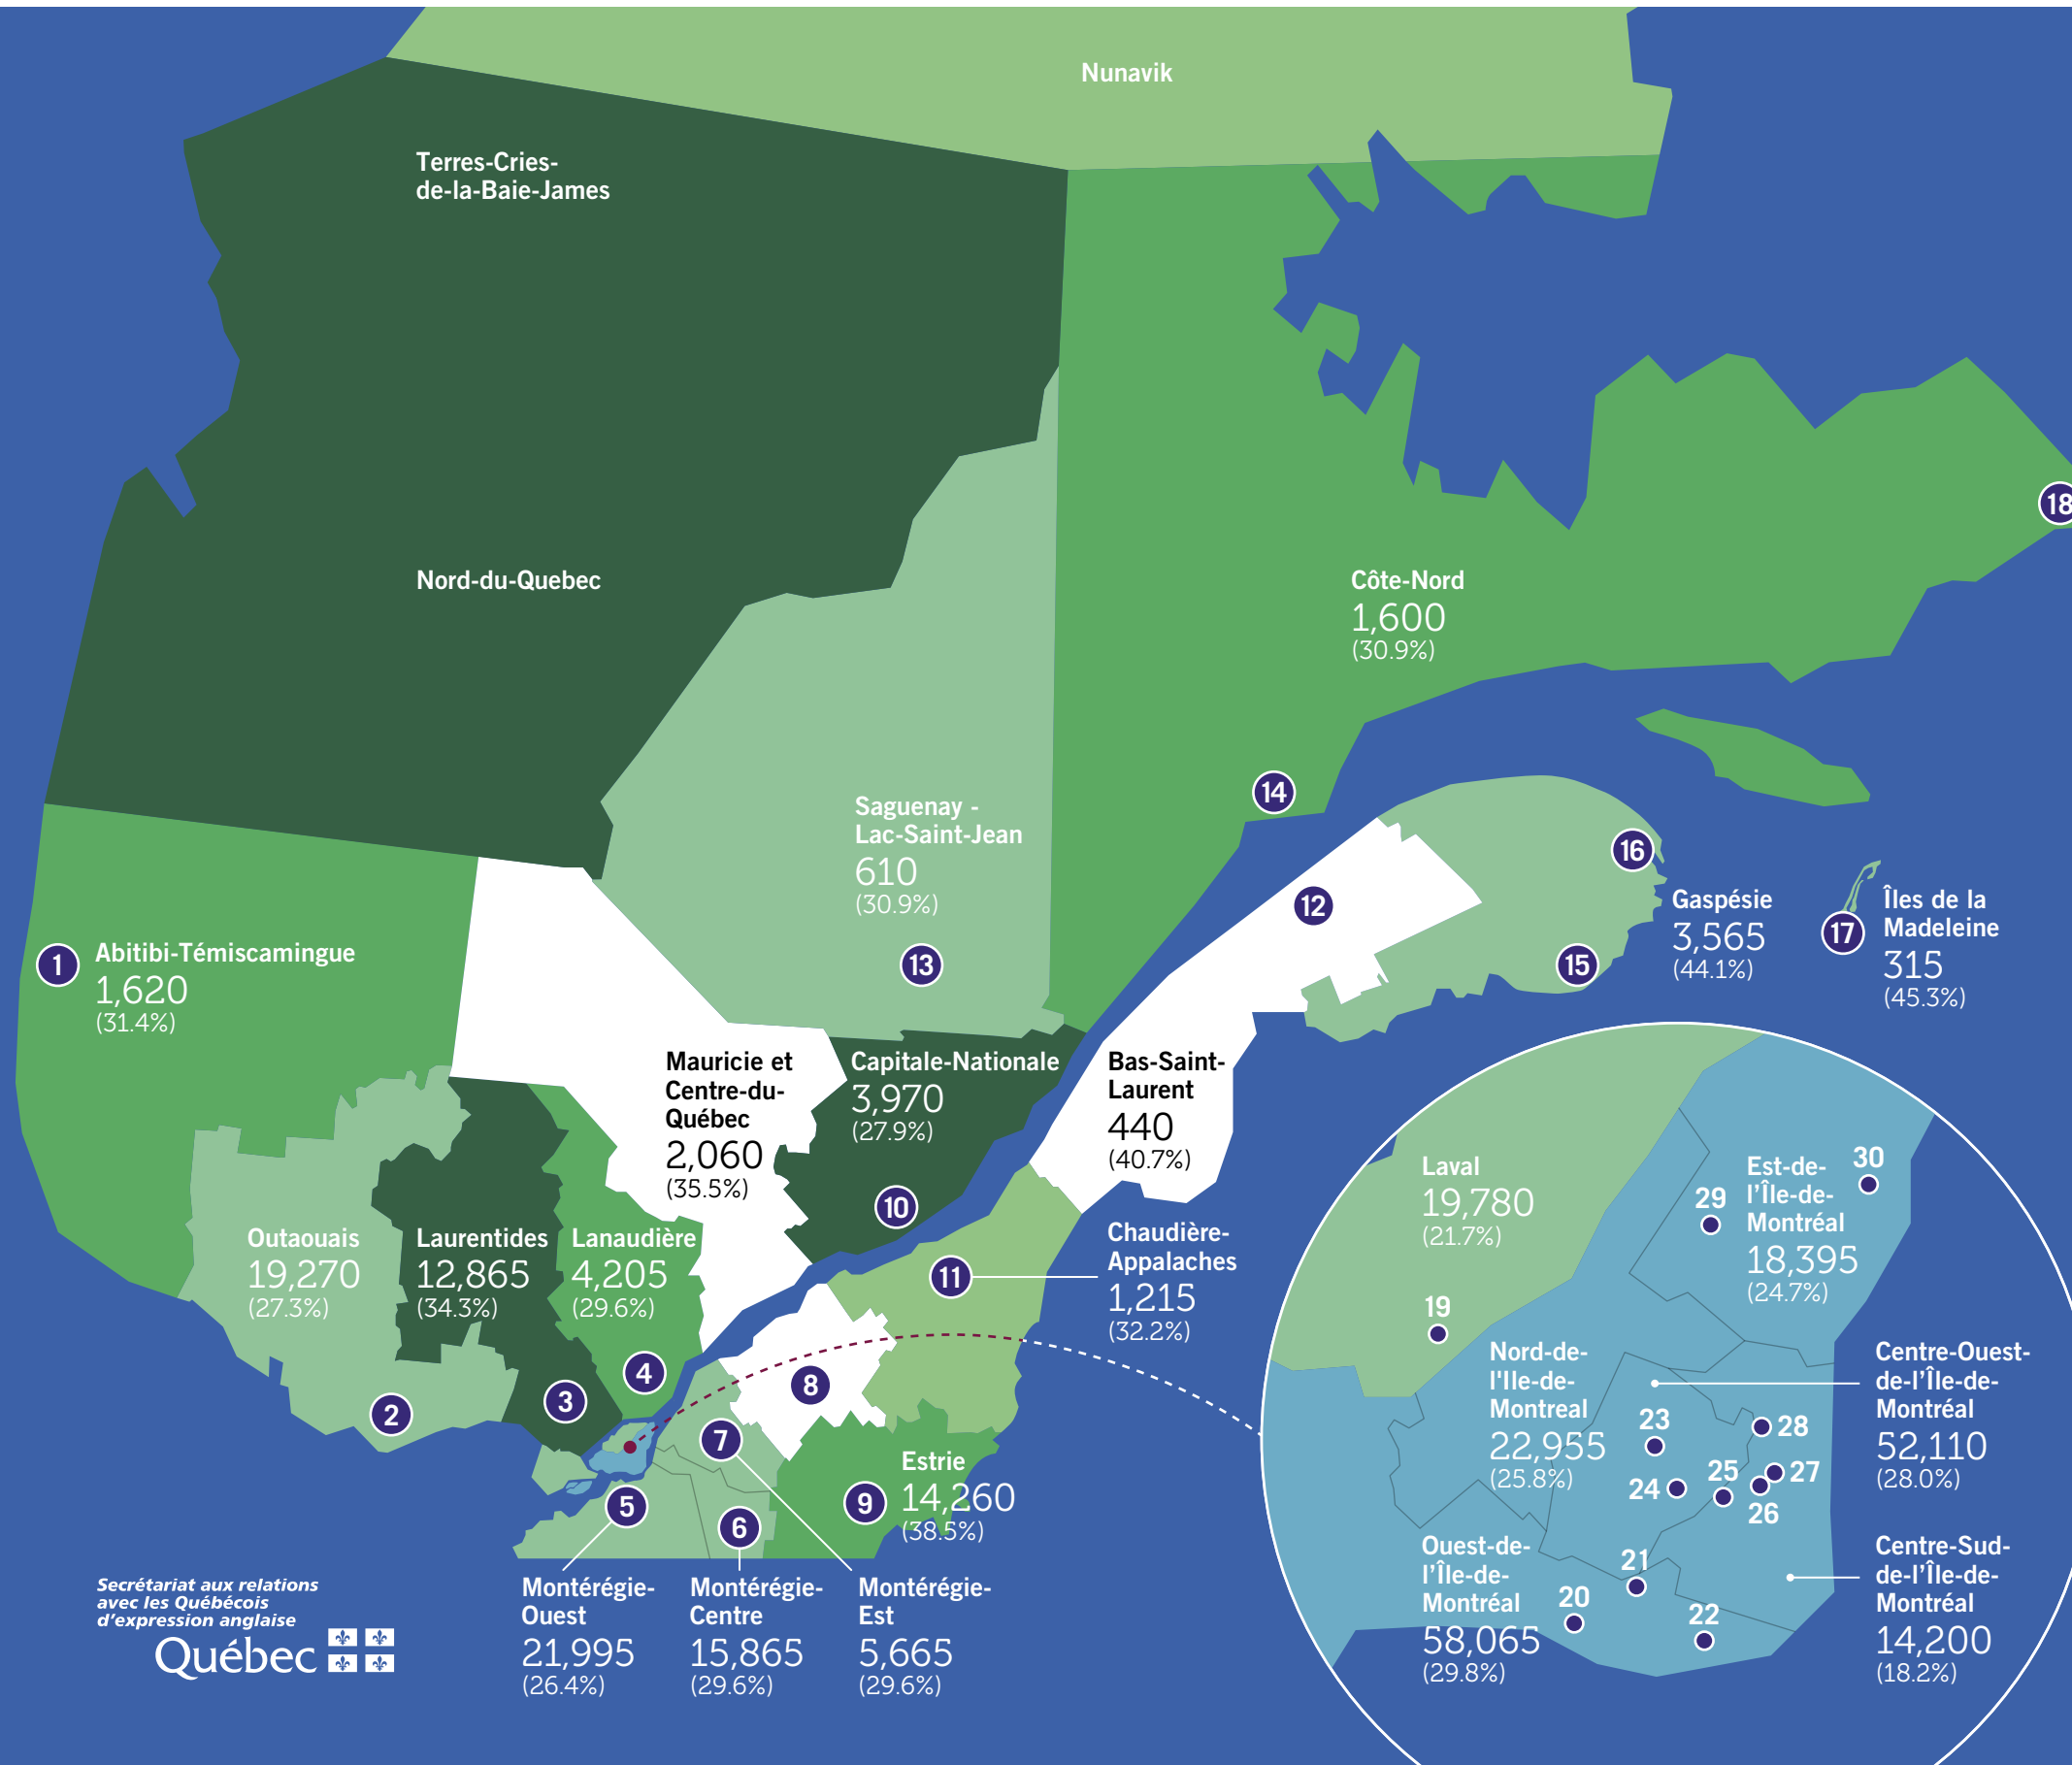 Nunavik
Terres-Cries-
de-la-Baie-James
Nord-du-Quebec
Côte-Nord
1,600
(30.9%)
18
14
Saguenay -
Lac-Saint-Jean
610
(30.9%)
13
12
16
15
Gaspésie
3,565
(44.1%)
17
Îles de la
Madeleine
315
(45.3%)
1
Abitibi-Témiscamingue
1,620
(31.4%)
Mauricie et
Centre-du-
Québec
2,060
(35.5%)
Capitale-Nationale
3,970
(27.9%)
10
Bas-Saint-
Laurent
440
(40.7%)
Outaouais
19,270
(27.3%)
2
Laurentides
12,865
(34.3%)
3
Lanaudière
4,205
(29.6%)
4
11
Chaudière-
Appalaches
1,215
(32.2%)
8
7
9
Estrie
14,260
(38.5%)
5
6
Montérégie-
Ouest
21,995
(26.4%)
Montérégie-
Centre
15,865
(29.6%)
Montérégie-
Est
5,665
(29.6%)
Laval
19,780
(21.7%)
19
Est-de-
l'Île-de-
Montréal
18,395
(24.7%)
29
30
Nord-de-
l'Ile-de-
Montreal
22,955
(25.8%)
23
24
25
26
27
28
Centre-Ouest-
de-l'Île-de-
Montréal
52,110
(28.0%)
Ouest-de-
l'Île-de-
Montréal
58,065
(29.8%)
20
21
22
Centre-Sud-
de-l'Île-de-
Montréal
14,200
(18.2%)
Secrétariat aux relations
avec les Québécois
d'expression anglaise
Québec